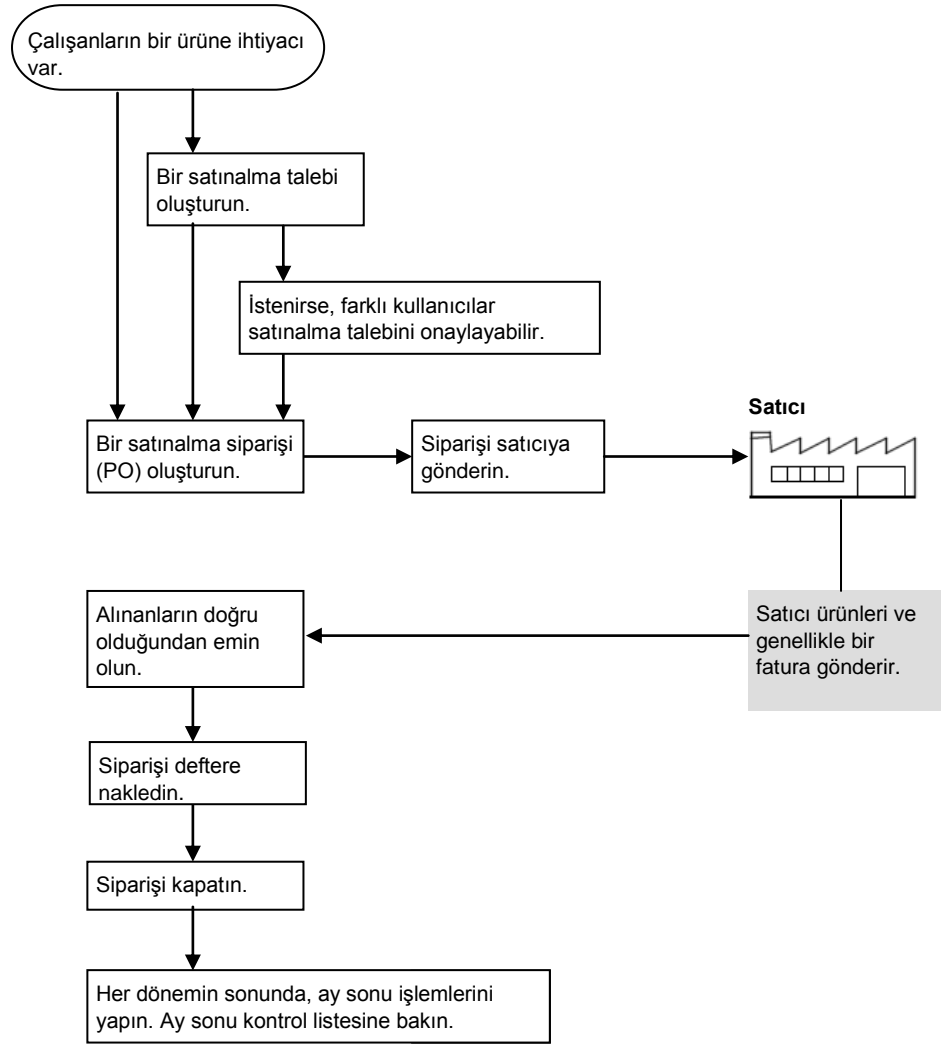 Çalışanların bir ürüne ihtiyacı
var.
Bir satınalma talebi
oluşturun.
İstenirse, farklı kullanıcılar
satınalma talebini onaylayabilir.
Satıcı
Bir satınalma siparişi
(PO) oluşturun.
Siparişi satıcıya
gönderin.
Satıcı ürünleri ve
genellikle bir
fatura gönderir.
Alınanların doğru
olduğundan emin
olun.
Siparişi deftere
nakledin.
Siparişi kapatın.
Her dönemin sonunda, ay sonu işlemlerini
yapın. Ay sonu kontrol listesine bakın.